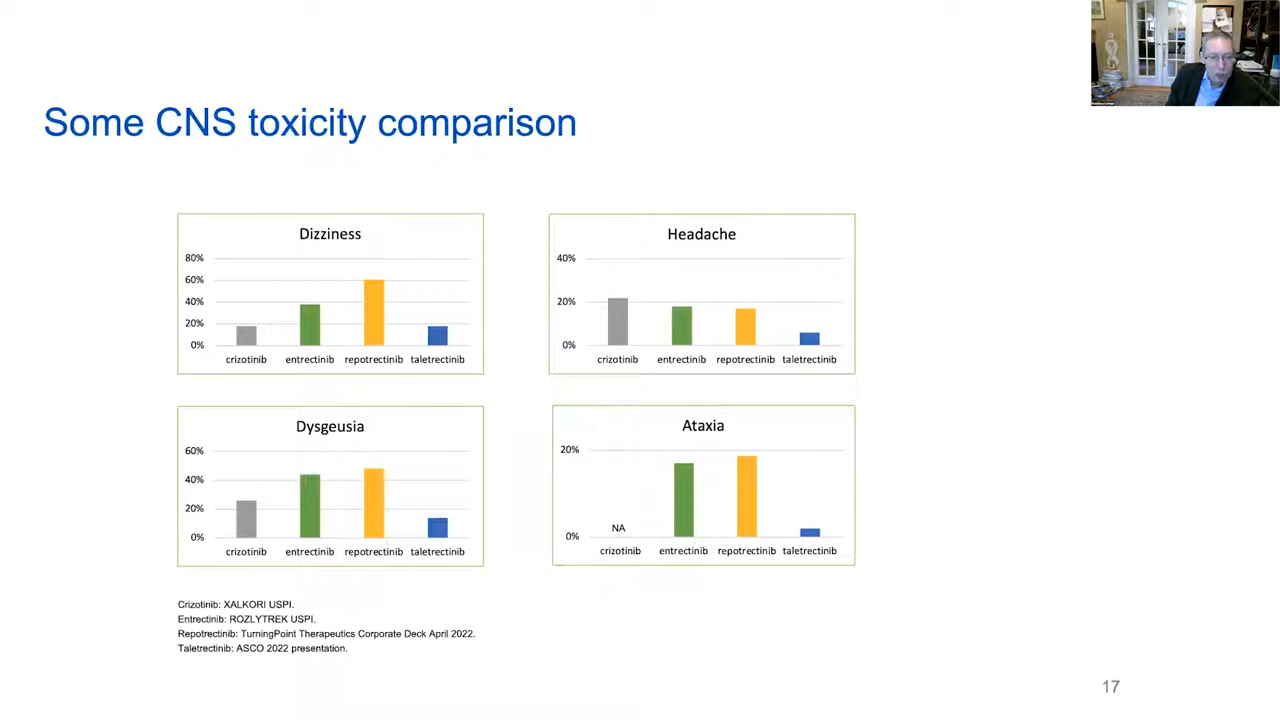 Some CNS toxicity comparison
Dizziness
80%
60%
40%
20%
0%
crizotinib entrectinib repotrectinib taletrectinib
Headache
40%
20%
0%
crizotinib entrectinib repotrectinib taletrectinib
Dysgeusia
60%
40%
20%
0%
crizotinib entrectinib repotrectinib taletrectinib
Ataxia
20%
NA
0%
crizotinib entrectinib repotrectinib taletrectinib
Crizotinib: XALKORI USPI.
Entrectinib: ROZLYTREK USPI.
Repotrectinib: TurningPoint Therapeutics Corporate Deck April 2022.
Taletrectinib: ASCO 2022 presentation.
17